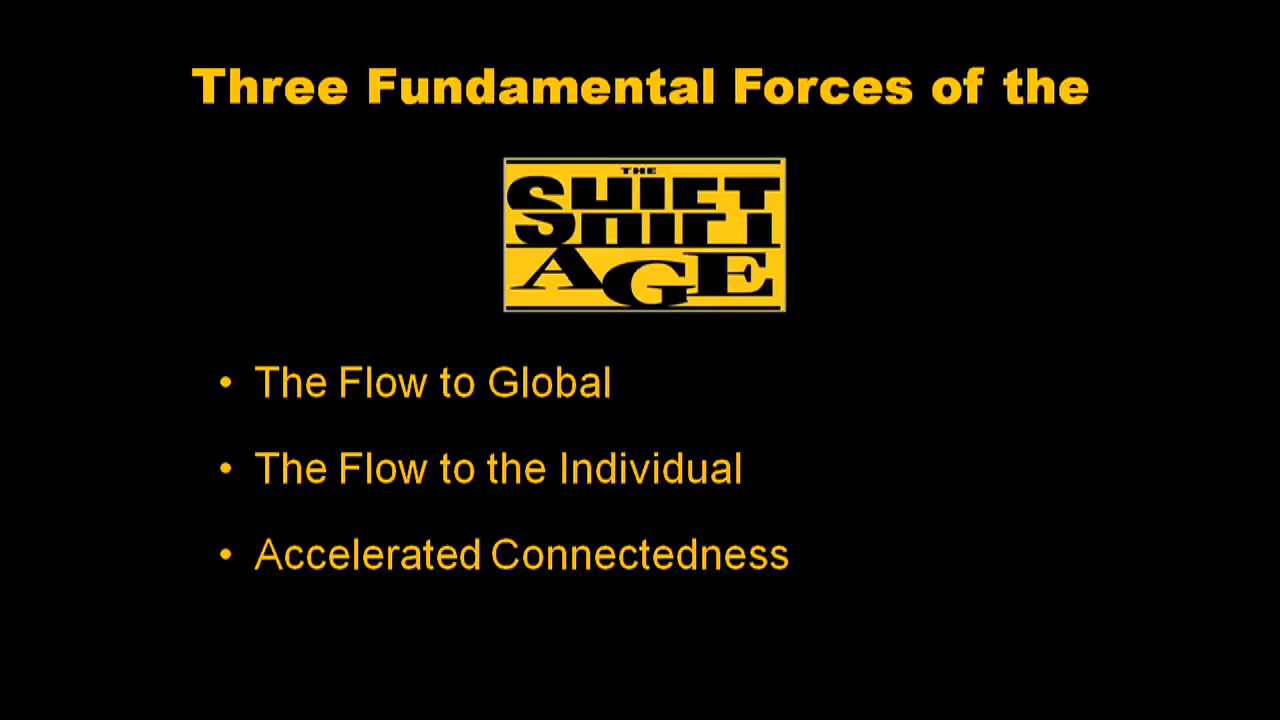 Three Fundamental Forces of the
THE
SHIFT
SHIFT
AGE
• The Flow to Global
• The Flow to the Individual
• Accelerated Connectedness